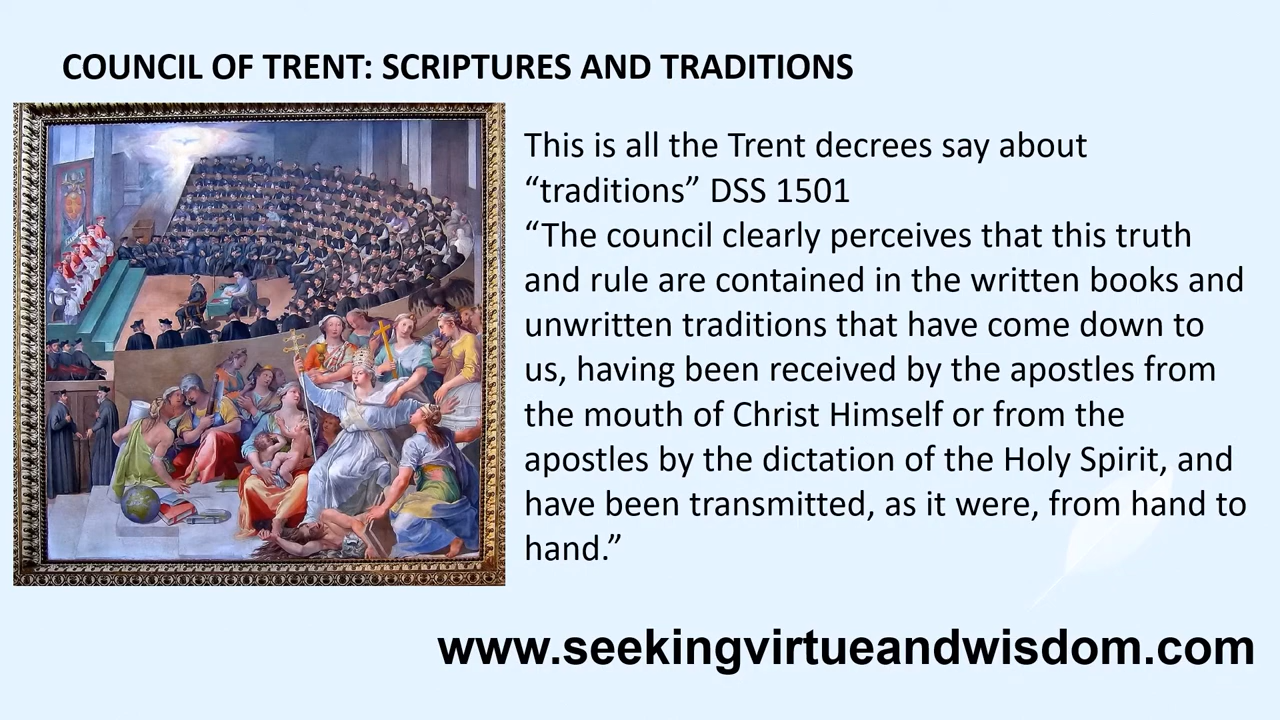 COUNCIL OF TRENT: SCRIPTURES AND TRADITIONS
This is all the Trent decrees say about
“traditions” DSS 1501
“The council clearly perceives that this truth
and rule are contained in the written books and
unwritten traditions that have come down to
us, having been received by the apostles from
the mouth of Christ Himself or from the
apostles by the dictation of the Holy Spirit, and
have been transmitted, as it were, from hand to
hand.”
www.seekingvirtueandwisdom.com